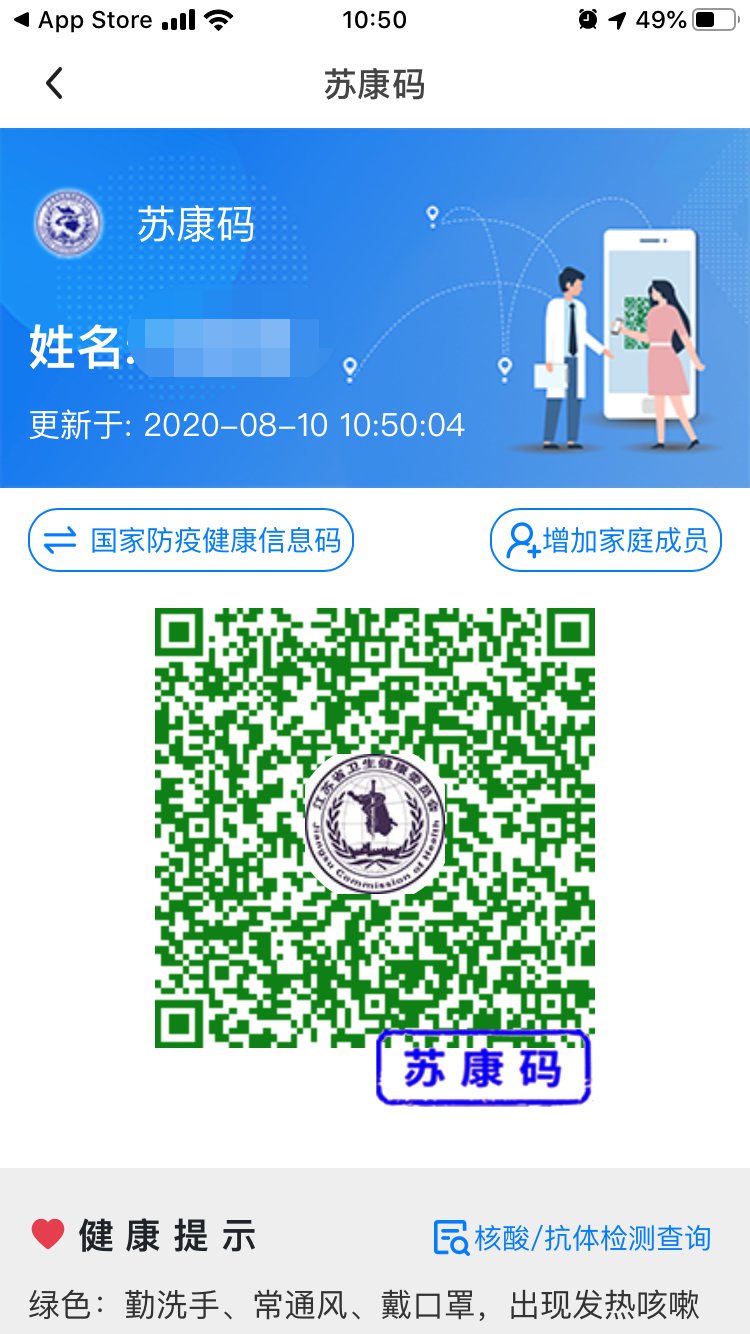 App Store 10:50 49%
苏康码
苏康码
姓名:
更新于: 2020-08-10 10:50:04
国家防疫健康信息码
增加家庭成员
江苏省卫生健康委员会
Jiangsu Commission of Health
苏康码
健康提示
核酸/抗体检测查询
绿色：勤洗手、常通风、戴口罩，出现发热咳嗽